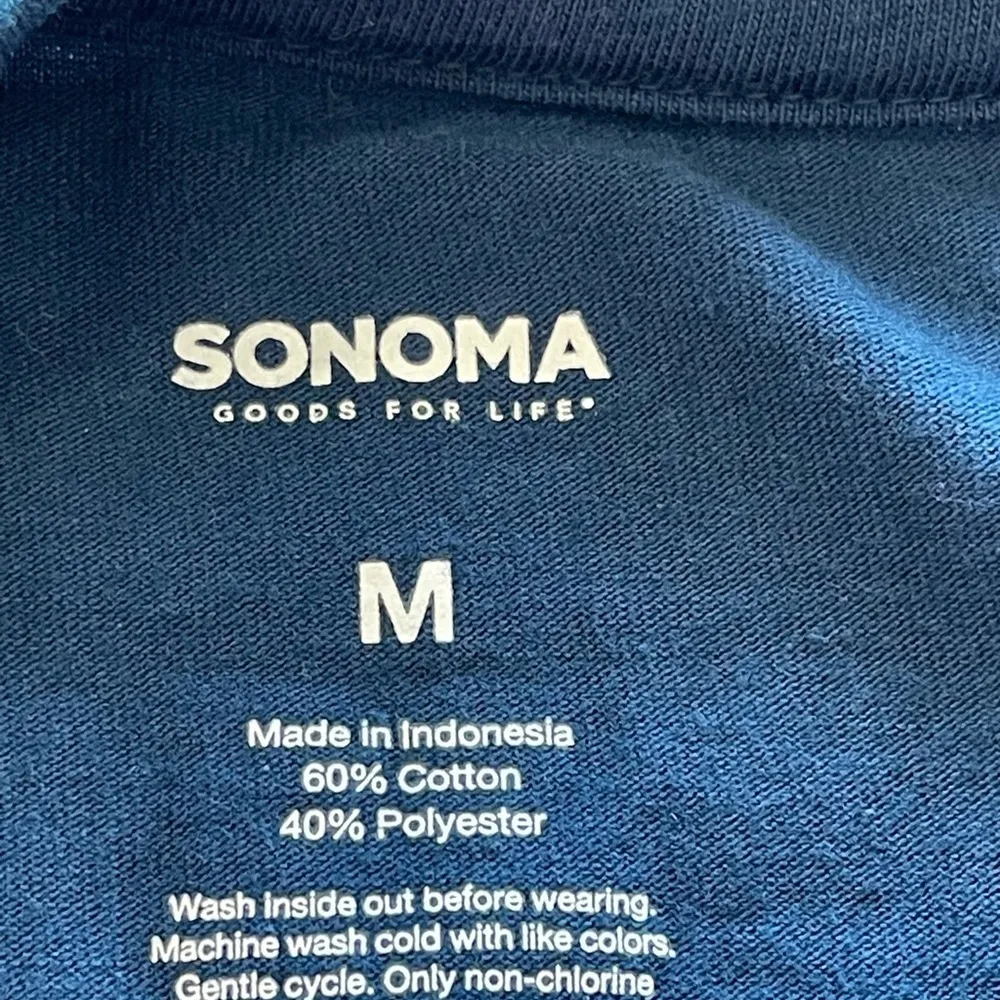 SONOMA
GOODS FOR LIFE®
M
Made in Indonesia
60% Cotton
40% Polyester
Wash inside out before wearing.
Machine wash cold with like colors.
Gentle cycle. Only non-chlorine